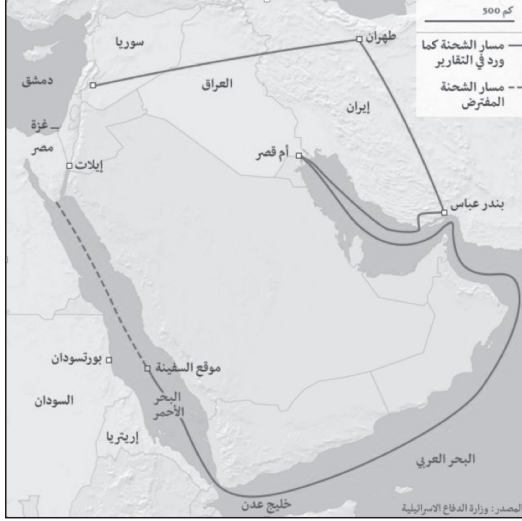 كم 500
مسار الشحنة كما
ورد في التقارير
مسار الشحنة
المفترض
طهران
سوريا
دمشق
العراق
إيران
غزة
مصر
إيلات
أم قصر
بندر عباس
بورتسودان
موقع السفينة
السودان
البحر
الأحمر
إريتريا
البحر العربي
خليج عدن
المصدر: وزارة الدفاع الاسرائيلية